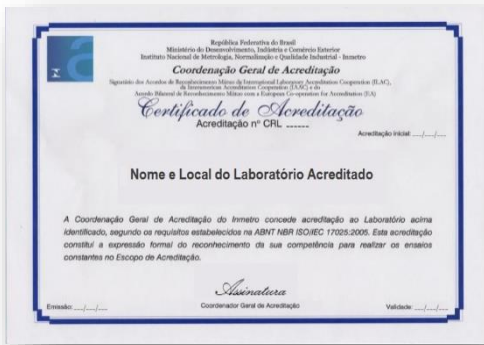 República Federativa do Brasil
Ministério do Desenvolvimento, Indústria e Comércio Exterior
Instituto Nacional de Metrologia, Normalização e Qualidade Industrial - Inmetro
Coordenação Geral de Acreditação
Signatário dos Acordos de Reconhecimento Mútuo da International Laboratory Accreditation Cooperation (ILAC),
da Interamerican Accreditation Cooperation (IAAC) e do
Acordo Bilateral de Reconhecimento Mútuo com a European Co-operation for Accreditation (EA)
Certificado de Acreditação
Acreditação nº CRL ______
Acreditação Inicial: __/__/__
Nome e Local do Laboratório Acreditado
A Coordenação Geral de Acreditação do Inmetro concede acreditação ao Laboratório acima
identificado, segundo os requisitos estabelecidos na ABNT NBR ISO/IEC 17025:2005. Esta acreditação
constitui a expressão formal do reconhecimento da sua competência para realizar os ensaios
constantes no Escopo de Acreditação.
Assinatura
Coordenador Geral de Acreditação
Emissão: __/__/__
Validade: __/__/__